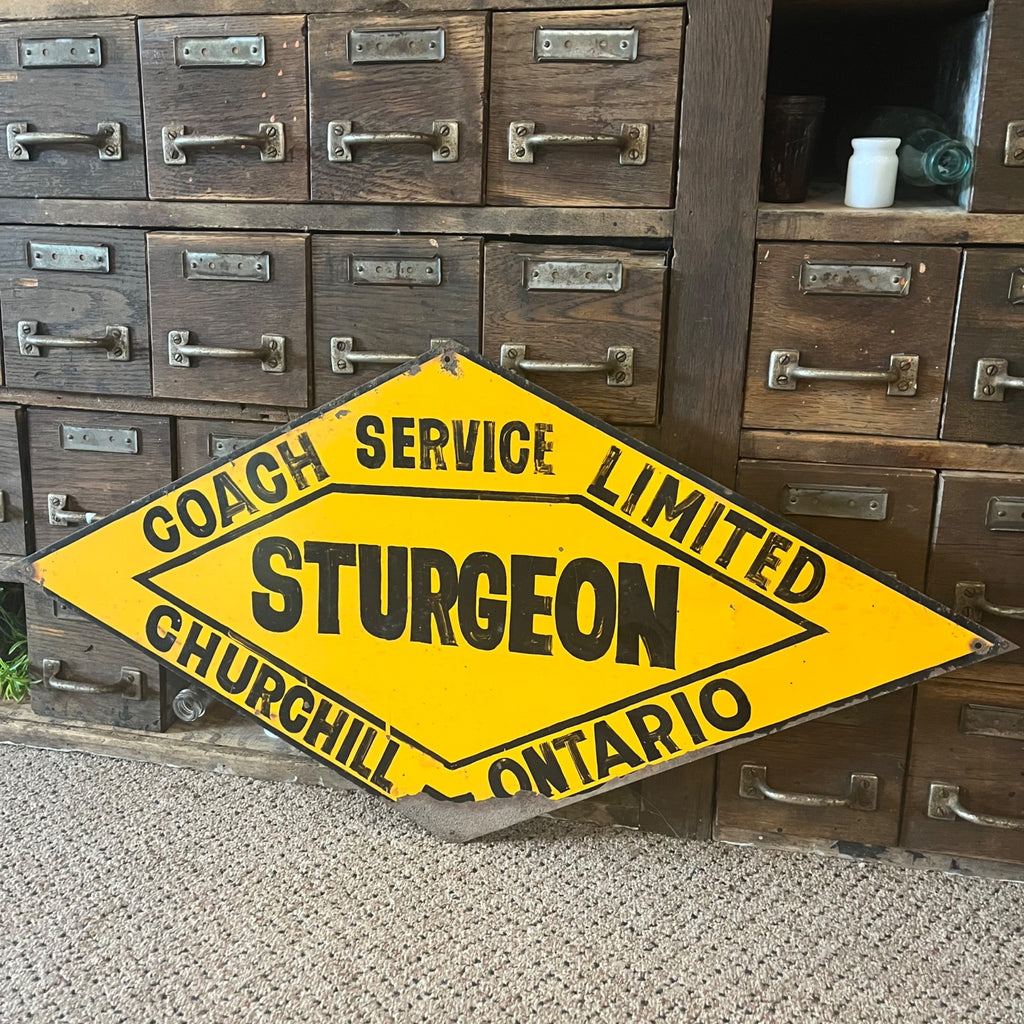 COACH SERVICE LIMITED
STURGEON
CHURCHILL - ONTARIO